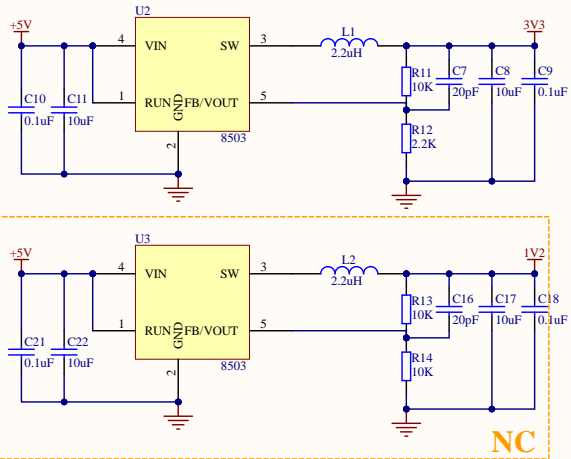 U2
+5V
3V3
4
VIN
SW
3
L1
2.2uH
R11
10K
C7
20pF
C8
10uF
C9
0.1uF
C10
0.1uF
C11
10uF
1
RUN
GND
FB/VOUT
5
R12
2.2K
2
8503
U3
+5V
1V2
4
VIN
SW
3
L2
2.2uH
R13
10K
C16
20pF
C17
10uF
C18
0.1uF
1
RUN
GND
FB/VOUT
5
C21
0.1uF
C22
10uF
R14
10K
2
8503
NC